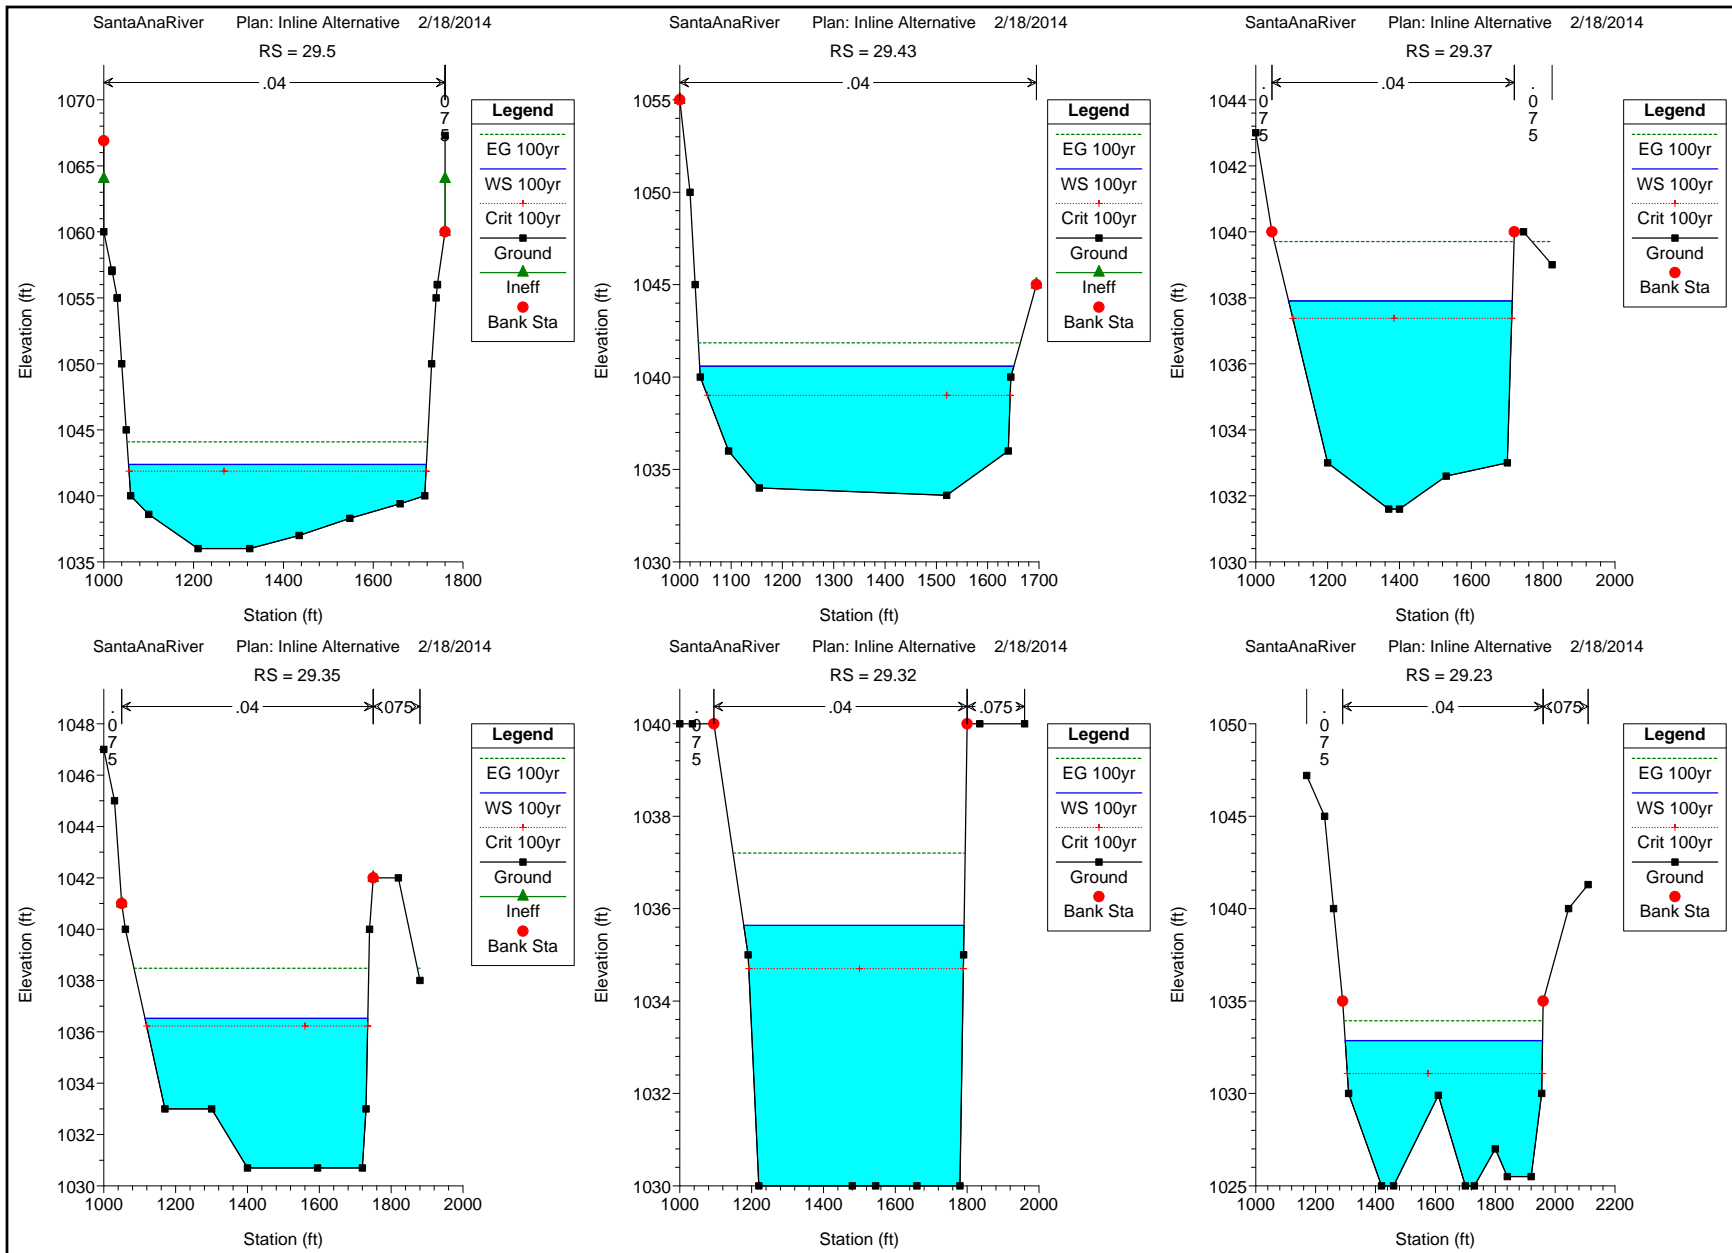 SantaAnaRiver Plan: Inline Alternative 2/18/2014
RS = 29.5
.04
.075
1070
1065
1060
1055
1050
1045
1040
1035
1000 1200 1400 1600 1800
Station (ft)
Elevation (ft)
Legend
EG 100yr
WS 100yr
Crit 100yr
Ground
Ineff
Bank Sta
SantaAnaRiver Plan: Inline Alternative 2/18/2014
RS = 29.43
.04
1055
1050
1045
1040
1035
1030
1000 1100 1200 1300 1400 1500 1600 1700
Station (ft)
Elevation (ft)
Legend
EG 100yr
WS 100yr
Crit 100yr
Ground
Ineff
Bank Sta
SantaAnaRiver Plan: Inline Alternative 2/18/2014
RS = 29.37
.075
.04
.075
1044
1042
1040
1038
1036
1034
1032
1030
1000 1200 1400 1600 1800 2000
Station (ft)
Elevation (ft)
Legend
EG 100yr
WS 100yr
Crit 100yr
Ground
Bank Sta
SantaAnaRiver Plan: Inline Alternative 2/18/2014
RS = 29.35
.075
.04
.075
1048
1046
1044
1042
1040
1038
1036
1034
1032
1030
1000 1200 1400 1600 1800 2000
Station (ft)
Elevation (ft)
Legend
EG 100yr
WS 100yr
Crit 100yr
Ground
Ineff
Bank Sta
SantaAnaRiver Plan: Inline Alternative 2/18/2014
RS = 29.32
.075
.04
.075
1040
1038
1036
1034
1032
1030
1000 1200 1400 1600 1800 2000
Station (ft)
Elevation (ft)
Legend
EG 100yr
WS 100yr
Crit 100yr
Ground
Bank Sta
SantaAnaRiver Plan: Inline Alternative 2/18/2014
RS = 29.23
.075
.04
.075
1050
1045
1040
1035
1030
1025
1000 1200 1400 1600 1800 2000 2200
Station (ft)
Elevation (ft)
Legend
EG 100yr
WS 100yr
Crit 100yr
Ground
Bank Sta